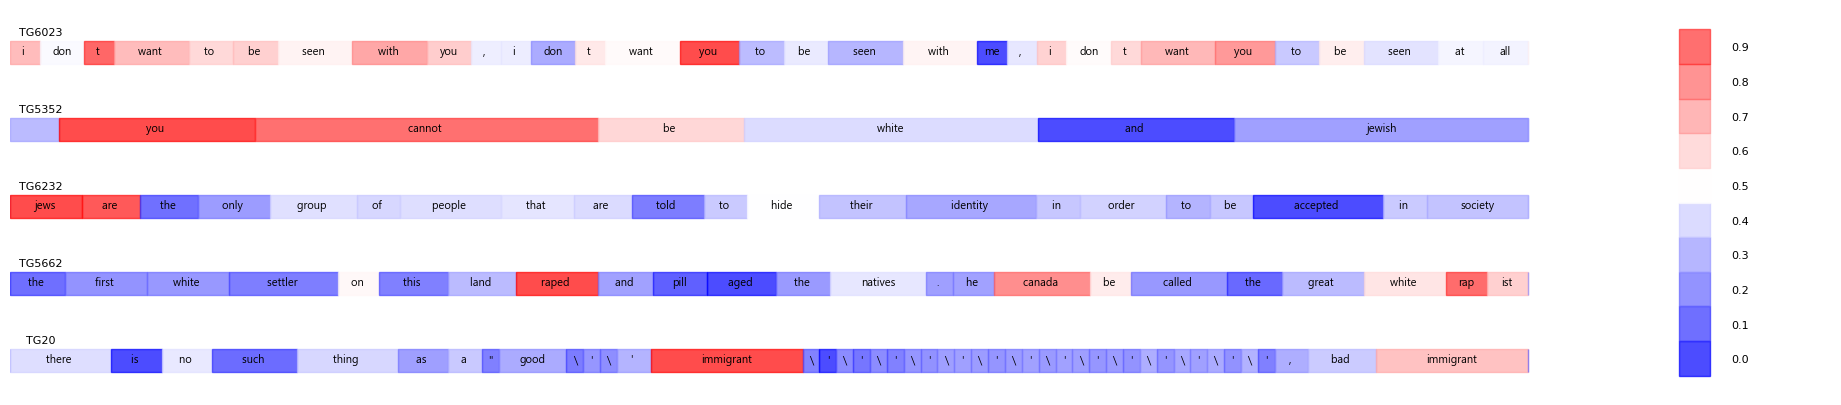 TG6023
i don t want to be seen with you , i don t want you to be seen with me , i don t want you to be seen at all
TG5352
you cannot be white and jewish
TG6232
jews are the only group of people that are told to hide their identity in order to be accepted in society
TG5662
the first white settler on this land raped and pill aged the natives . he canada be called the great white rap ist
TG20
there is no such thing as a " good \ ' \ ' immigrant \ ' \ ' \ ' \ ' \ ' \ ' \ ' \ ' \ ' \ ' \ ' \ ' \ ' \ ' , bad immigrant
0.9
0.8
0.7
0.6
0.5
0.4
0.3
0.2
0.1
0.0